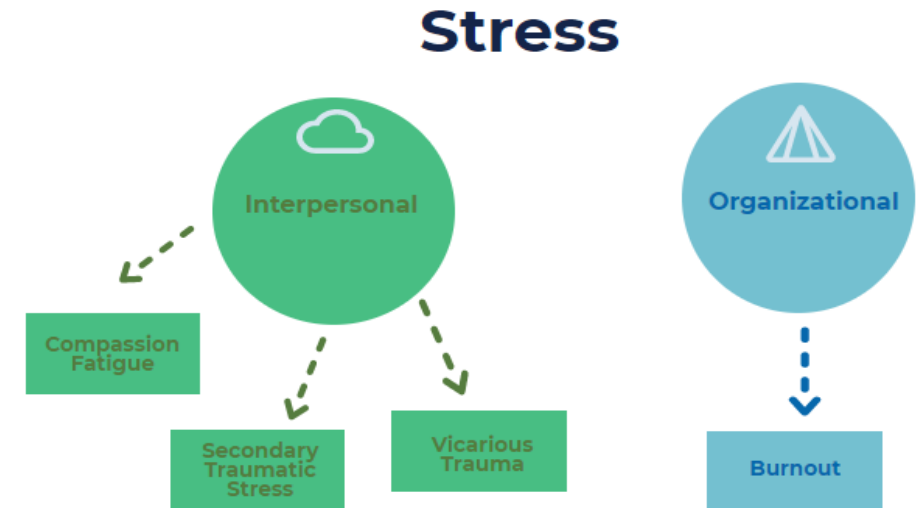 Stress
Interpersonal
Organizational
Compassion
Fatigue
Secondary
Traumatic
Stress
Vicarious
Trauma
Burnout